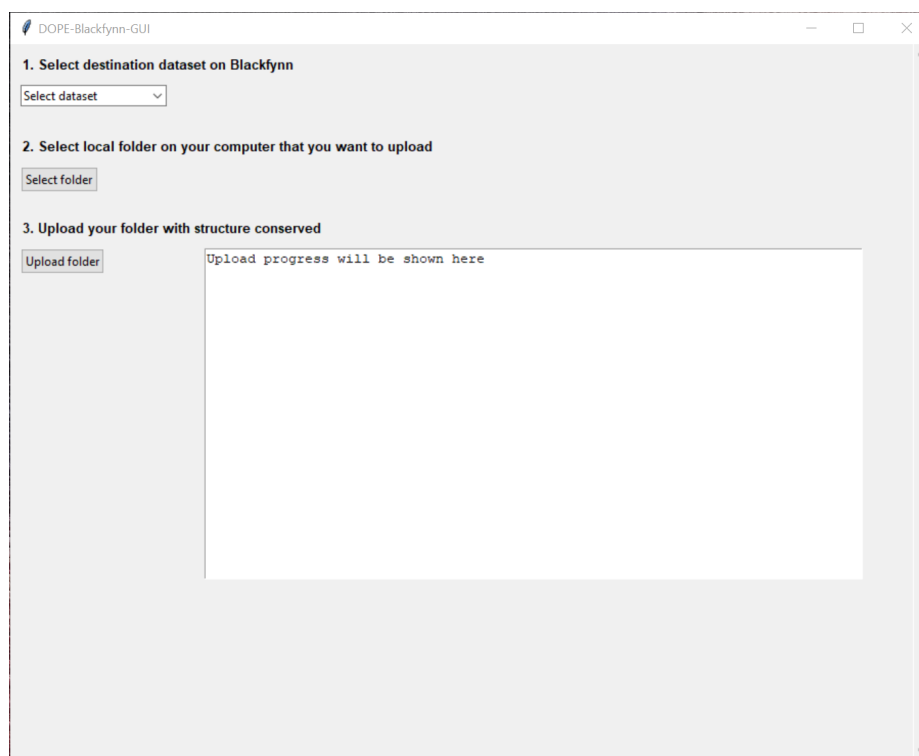 DOPE-Blackfynn-GUI
1. Select destination dataset on Blackfynn
Select dataset
2. Select local folder on your computer that you want to upload
Select folder
3. Upload your folder with structure conserved
Upload folder
Upload progress will be shown here